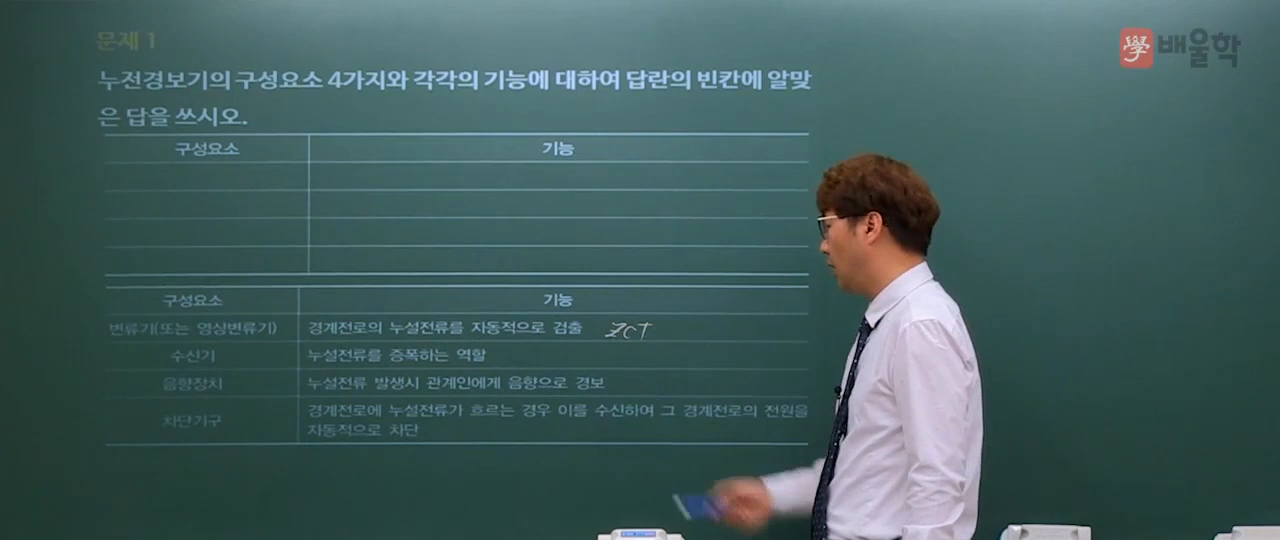 문제 1
學 배울학
누전경보기의 구성요소 4가지와 각각의 기능에 대하여 답란의 빈칸에 알맞
은 답을 쓰시오.
구성요소 기능
구성요소 기능
변류기(또는 영상변류기) 경계전로의 누설전류를 자동적으로 검출 ZCT
수신기 누설전류를 증폭하는 역할
음향장치 누설전류 발생시 관계인에게 음향으로 경보
차단기구 경계전로에 누설전류가 흐르는 경우 이를 수신하여 그 경계전로의 전원을
자동적으로 차단